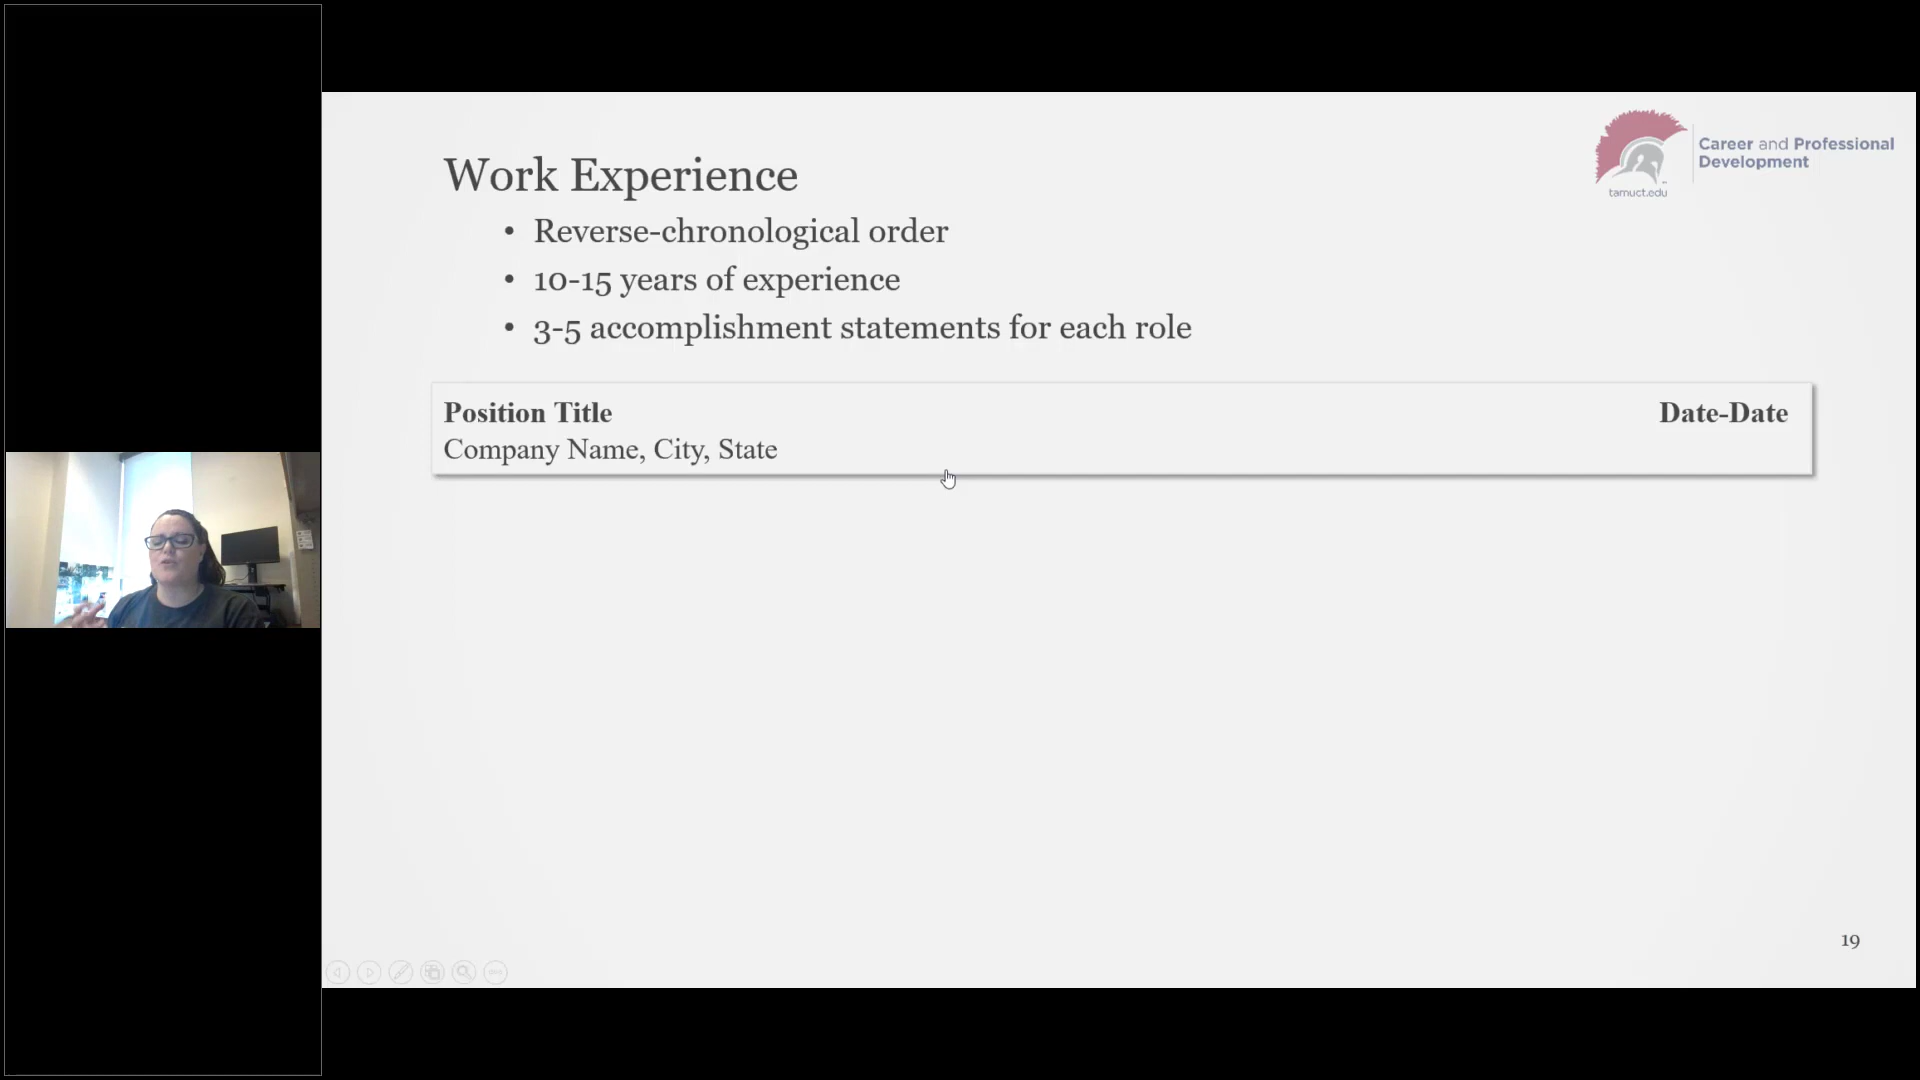 Career and Professional
Development
tamuct.edu
Work Experience
• Reverse-chronological order
• 10-15 years of experience
• 3-5 accomplishment statements for each role
Position Title Date-Date
Company Name, City, State
19